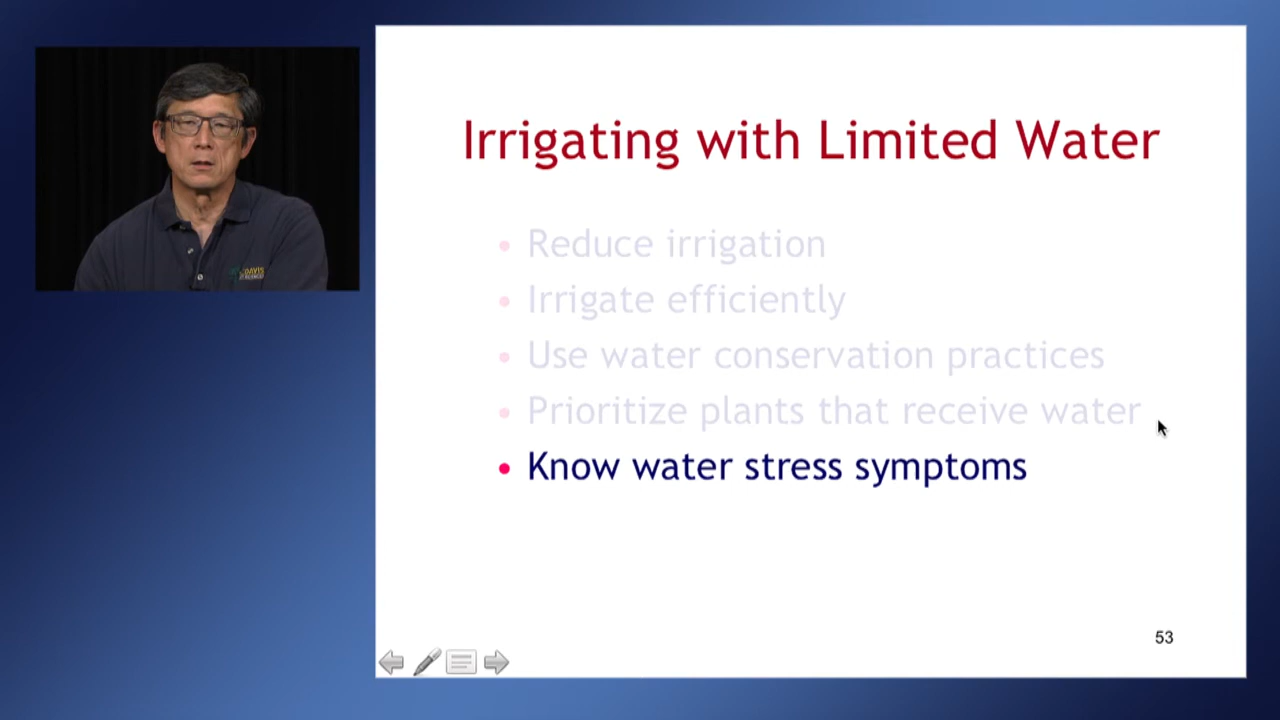 DAVIS
Irrigating with Limited Water
• Reduce irrigation
• Irrigate efficiently
• Use water conservation practices
• Prioritize plants that receive water
• Know water stress symptoms
53